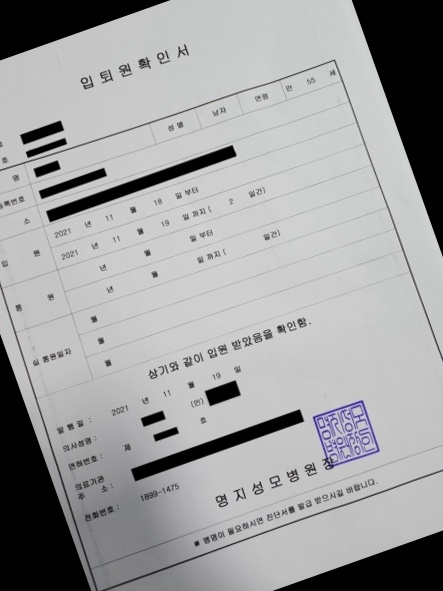 입 퇴 원 확 인 서
호
호
명
성 별
남자
연령
만 55 세
등록번호
소
입 원
2021 년 11 월 18 일 부터
2021 년 11 월 19 일 까지 ( 2 일간)
통 원
년 월 일 부터
년 월 일 까지 ( 일간)
실 통원일자
월
월
월
상기와 같이 입원 받았음을 확인함.
발 행 일 : 2021 년 11 월 19 일
의사성명 : (인)
면허번호 : 제 호
의료기관
주 소 :
전화번호 : 1899-1475
명 지 성 모 병 원 장
※ 병명이 필요하시면 진단서를 발급 받으시길 바랍니다.